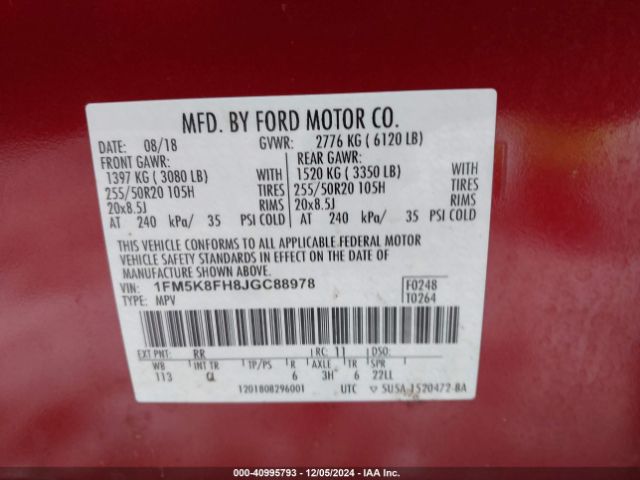 MFD. BY FORD MOTOR CO.
DATE: 08/18 GVWR: 2776 KG ( 6120 LB)
FRONT GAWR: REAR GAWR:
1397 KG ( 3080 LB) WITH 1520 KG ( 3350 LB) WITH
255/50R20 105H TIRES 255/50R20 105H TIRES
20x8.5J RIMS 20x8.5J RIMS
AT 240 kPa/ 35 PSI COLD AT 240 kPa/ 35 PSI COLD
THIS VEHICLE CONFORMS TO ALL APPLICABLE FEDERAL MOTOR
VEHICLE SAFETY STANDARDS IN EFFECT ON THE DATE OF
MANUFACTURE SHOWN ABOVE.
VIN: 1FM5K8FH8JGC88978 F0248
TYPE: MPV T0264
EXT PNT: RR RC: 11 DSO:
WB INT TR TP/PS R AXLE TR SPR
113 6 3H 6 22LL
1201808296001 UTC 5U5A-1520472-BA
000-40995793 - 12/05/2024 - IAA Inc.